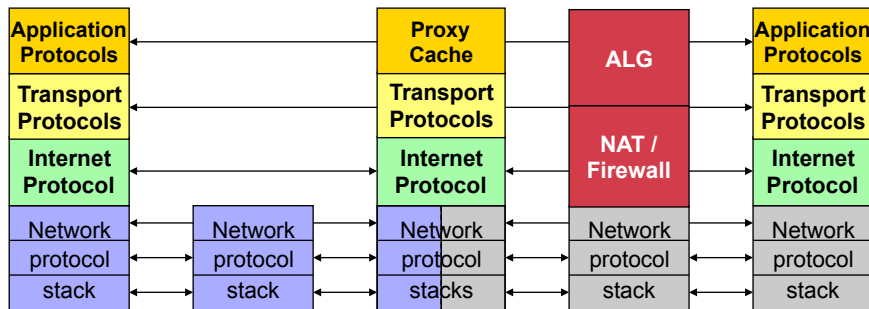 Application
Protocols
Transport
Protocols
Internet
Protocol
Network
protocol
stack
Network
protocol
stack
Proxy
Cache
Transport
Protocols
Internet
Protocol
Network
protocol
stacks
ALG
NAT /
Firewall
Network
protocol
stack
Application
Protocols
Transport
Protocols
Internet
Protocol
Network
protocol
stack